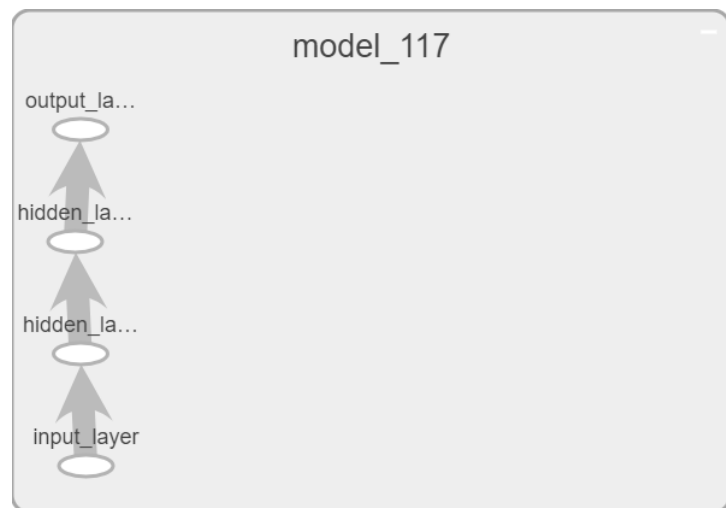 model_117
output_la…
hidden_la…
hidden_la…
input_layer